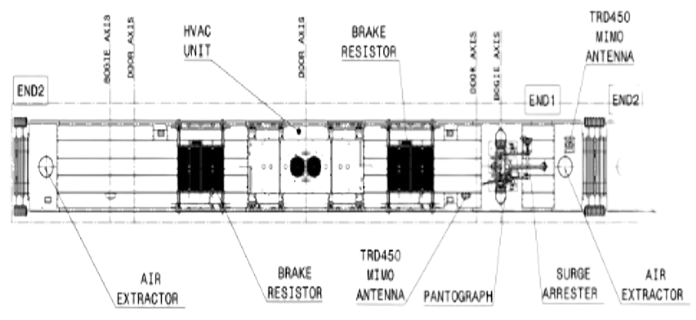 HVAC
UNIT
BRAKE
RESISTOR
TRD450
MIMO
ANTENNA
BOGIE AXIS
DOOR AXIS
DOOR AXIS
DOOR AXIS
BOGIE AXIS
END2
END1
END2
AIR
EXTRACTOR
BRAKE
RESISTOR
TRD450
MIMO
ANTENNA
PANTOGRAPH
SURGE
ARRESTER
AIR
EXTRACTOR